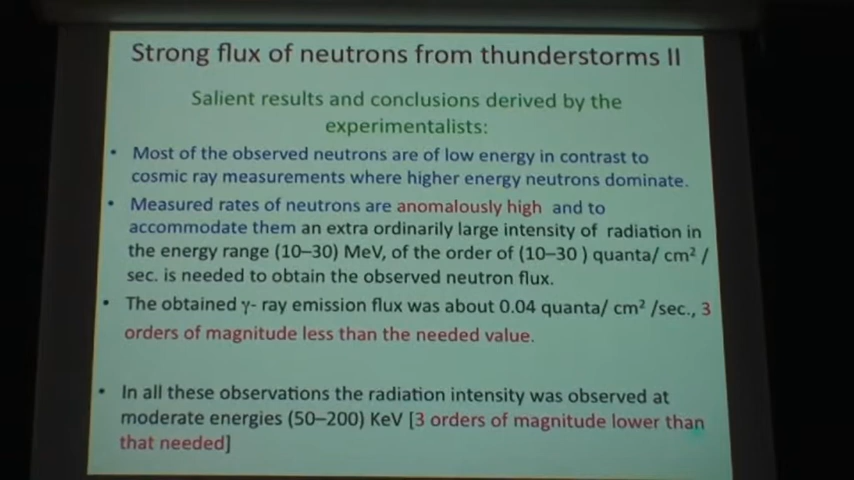 Strong flux of neutrons from thunderstorms II
Salient results and conclusions derived by the
experimentalists:
• Most of the observed neutrons are of low energy in contrast to
cosmic ray measurements where higher energy neutrons dominate.
• Measured rates of neutrons are anomalously high and to
accommodate them an extra ordinarily large intensity of radiation in
the energy range (10–30) MeV, of the order of (10–30 ) quanta/ cm² /
sec. is needed to obtain the observed neutron flux.
• The obtained γ- ray emission flux was about 0.04 quanta/ cm² /sec., 3
orders of magnitude less than the needed value.
• In all these observations the radiation intensity was observed at
moderate energies (50–200) KeV [3 orders of magnitude lower than
that needed]